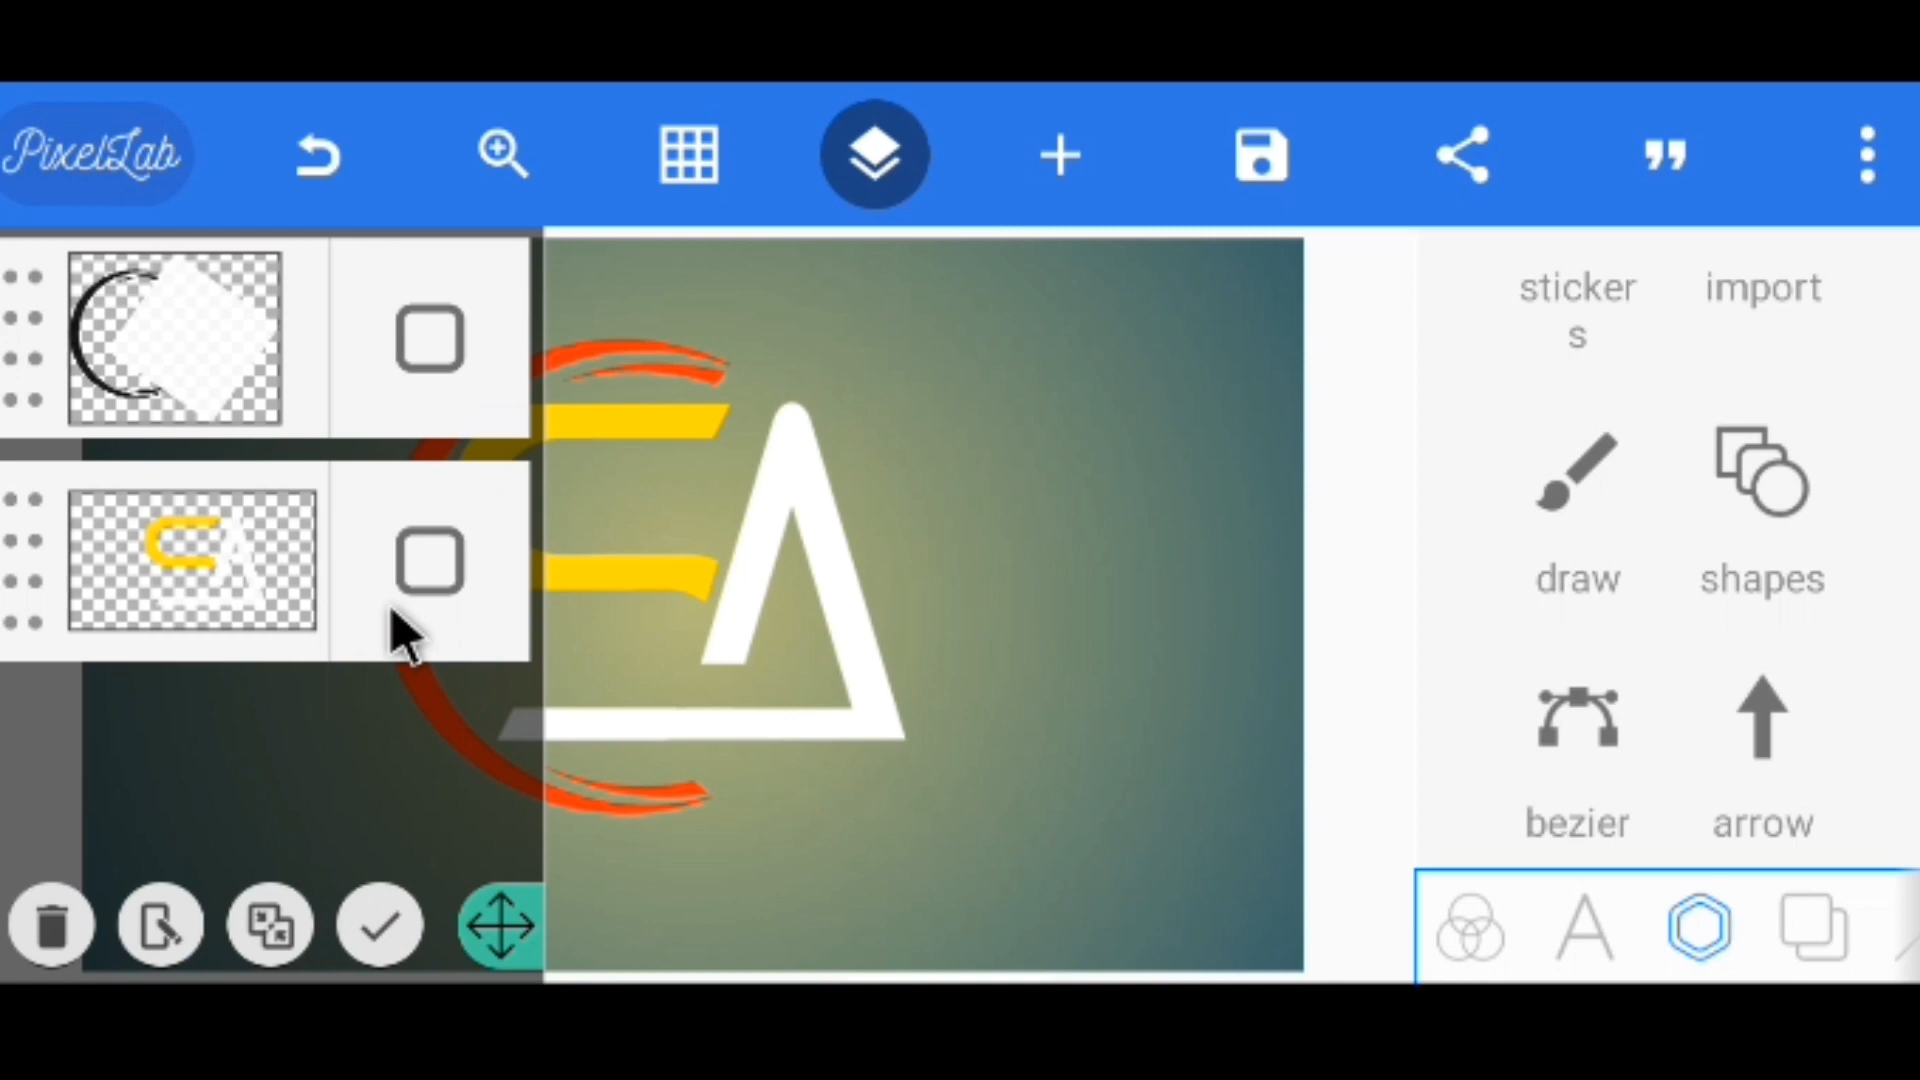 PixelLab
sticker
s
import
draw
shapes
bezier
arrow